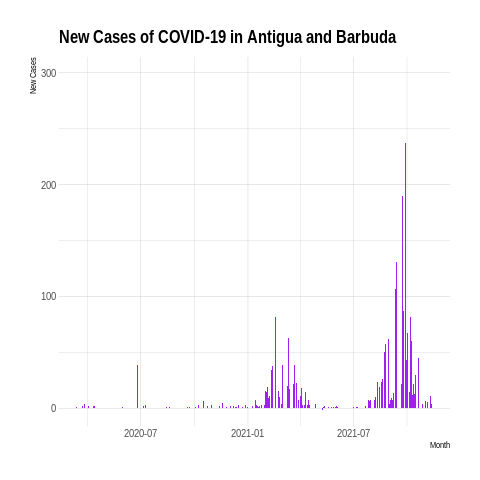 New Cases of COVID-19 in Antigua and Barbuda
New Cases
300
200
100
0
2020-07 2021-01 2021-07
Month